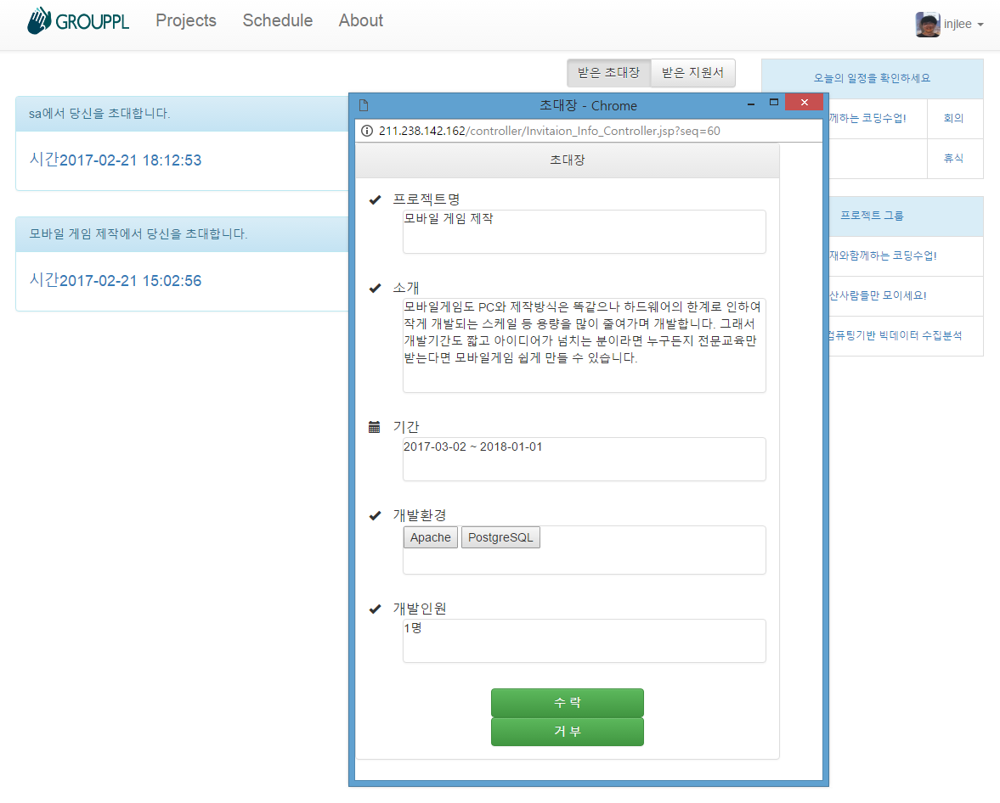 GROUPPL Projects Schedule About injlee
받은 초대장 받은 지원서
오늘의 일정을 확인하세요
sa에서 당신을 초대합니다.
시간2017-02-21 18:12:53
모바일 게임 제작에서 당신을 초대합니다.
시간2017-02-21 15:02:56
께하는 코딩수업! 회의
휴식
프로젝트 그룹
재와함께하는 코딩수업!
산사람들만 모이세요!
컴퓨팅기반 빅데이터 수집분석
초대장 - Chrome
211.238.142.162/controller/Invitaion_Info_Controller.jsp?seq=60
초대장
프로젝트명
모바일 게임 제작
소개
모바일게임도 PC와 제작방식은 똑같으나 하드웨어의 한계로 인하여
작게 개발되는 스케일 등 용량을 많이 줄여가며 개발합니다. 그래서
개발기간도 짧고 아이디어가 넘치는 분이라면 누구든지 전문교육만
받는다면 모바일게임 쉽게 만들 수 있습니다.
기간
2017-03-02 ~ 2018-01-01
개발환경
Apache PostgreSQL
개발인원
1명
수 락
거 부